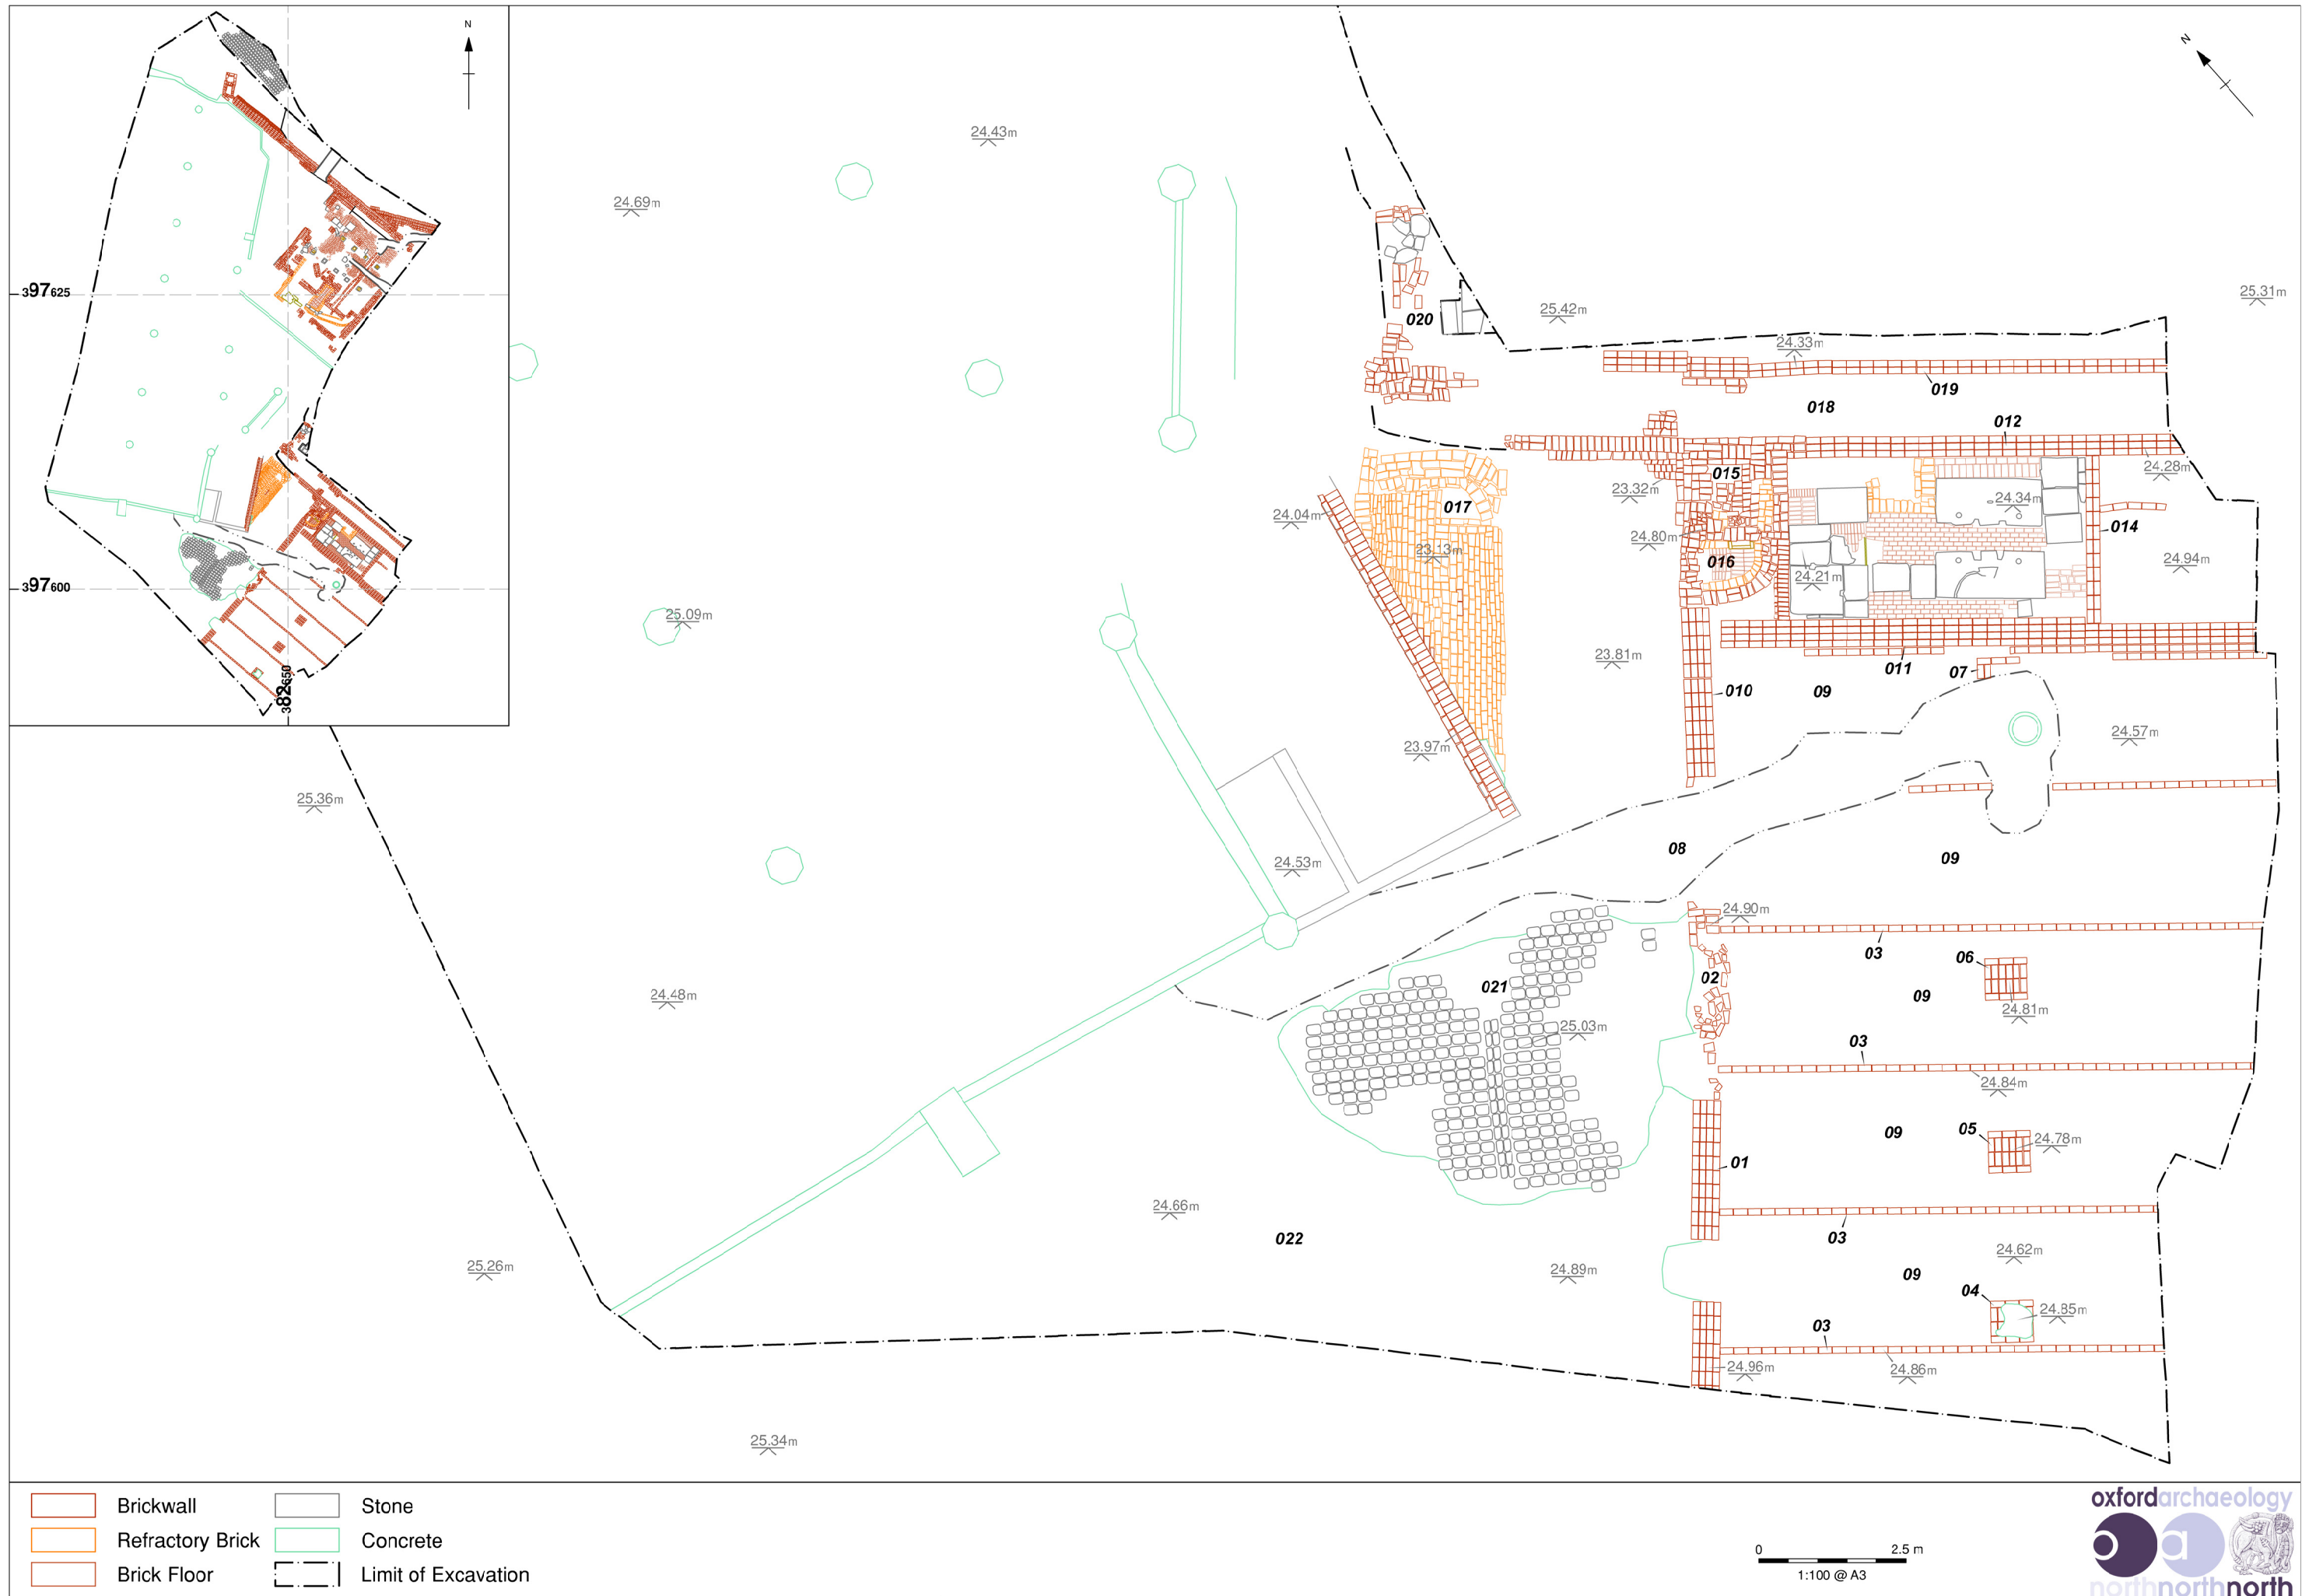 N
N
397625
397600
382650
24.43m
24.69m
25.42m
25.31m
020
24.33m
019
018
012
24.28m
015
23.32m
24.04m
017
24.34m
014
23.13m
24.80m
016
24.21m
24.94m
25.09m
23.81m
011
07
010
09
23.97m
24.57m
25.36m
08
09
24.53m
24.90m
03
06
02
021
24.48m
09
24.81m
25.03m
03
24.84m
09
05
24.78m
01
24.66m
022
03
24.62m
25.26m
24.89m
09
04
24.85m
03
24.96m
24.86m
25.34m
Brickwall
Stone
Refractory Brick
Concrete
Brick Floor
Limit of Excavation
0 2.5 m
1:100 @ A3
oxfordarchaeology
oa
northnorthnorth